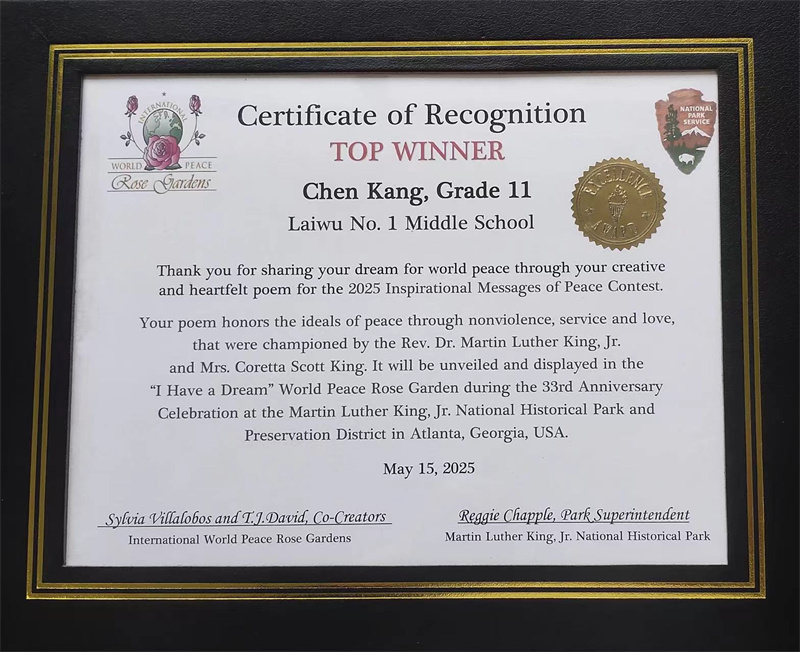 INTERNATIONAL
WORLD PEACE
Rose Gardens
NATIONAL
PARK
SERVICE
Certificate of Recognition
TOP WINNER
Chen Kang, Grade 11
Laiwu No. 1 Middle School
EXCELLENCE
AWARD
Thank you for sharing your dream for world peace through your creative
and heartfelt poem for the 2025 Inspirational Messages of Peace Contest.
Your poem honors the ideals of peace through nonviolence, service and love,
that were championed by the Rev. Dr. Martin Luther King, Jr.
and Mrs. Coretta Scott King. It will be unveiled and displayed in the
“I Have a Dream” World Peace Rose Garden during the 33rd Anniversary
Celebration at the Martin Luther King, Jr. National Historical Park and
Preservation District in Atlanta, Georgia, USA.
May 15, 2025
Sylvia Villalobos and T.J.David, Co-Creators
International World Peace Rose Gardens
Reggie Chapple, Park Superintendent
Martin Luther King, Jr. National Historical Park